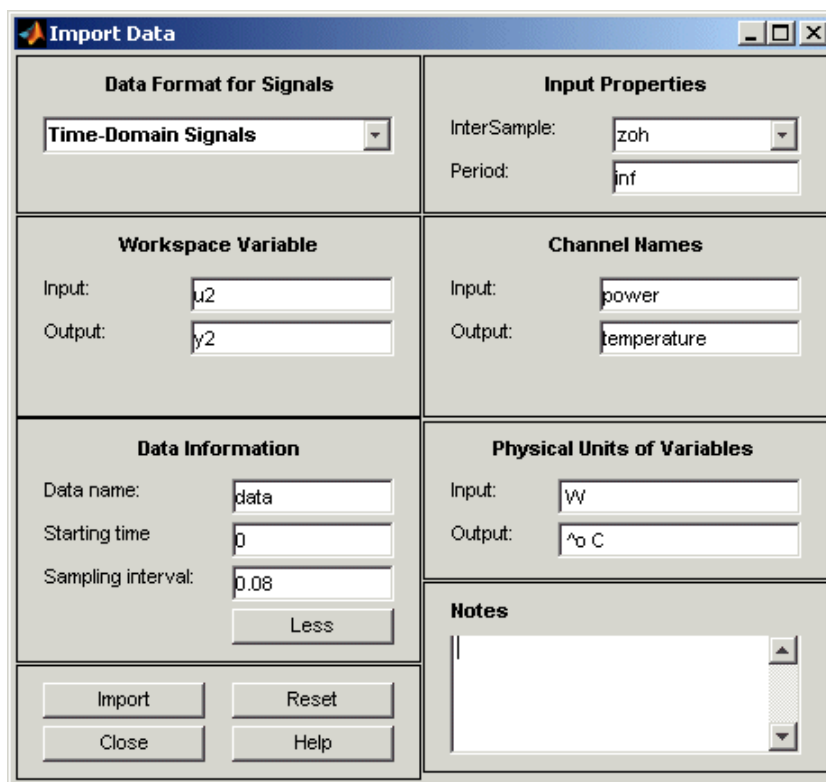 Import Data
Data Format for Signals
Time-Domain Signals
Input Properties
InterSample: zoh
Period: inf
Workspace Variable
Input: u2
Output: y2
Channel Names
Input: power
Output: temperature
Data Information
Data name: data
Starting time 0
Sampling interval: 0.08
Less
Physical Units of Variables
Input: W
Output: ^o C
Notes
Import Reset
Close Help